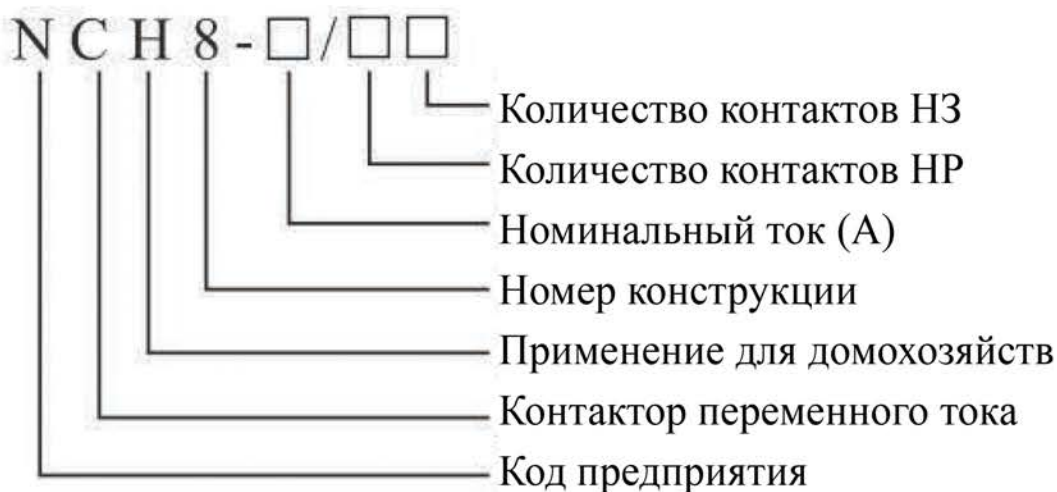 NCH8-□/□□
Количество контактов НЗ
Количество контактов НР
Номинальный ток (А)
Номер конструкции
Применение для домохозяйств
Контактор переменного тока
Код предприятия